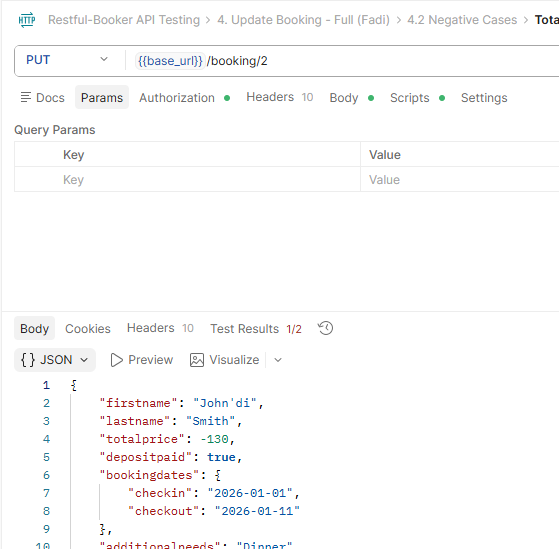 HTTP Restful-Booker API Testing > 4. Update Booking - Full (Fadi) > 4.2 Negative Cases > Tota
PUT {{base_url}} /booking/2
Docs Params Authorization Headers 10 Body Scripts Settings
Query Params
Key Value
Key Value
Body Cookies Headers 10 Test Results 1/2
{} JSON Preview Visualize
1 {
2 "firstname": "John'di",
3 "lastname": "Smith",
4 "totalprice": -130,
5 "depositpaid": true,
6 "bookingdates": {
7 "checkin": "2026-01-01",
8 "checkout": "2026-01-11"
9 },
10 "additionalneeds": "Dinner"